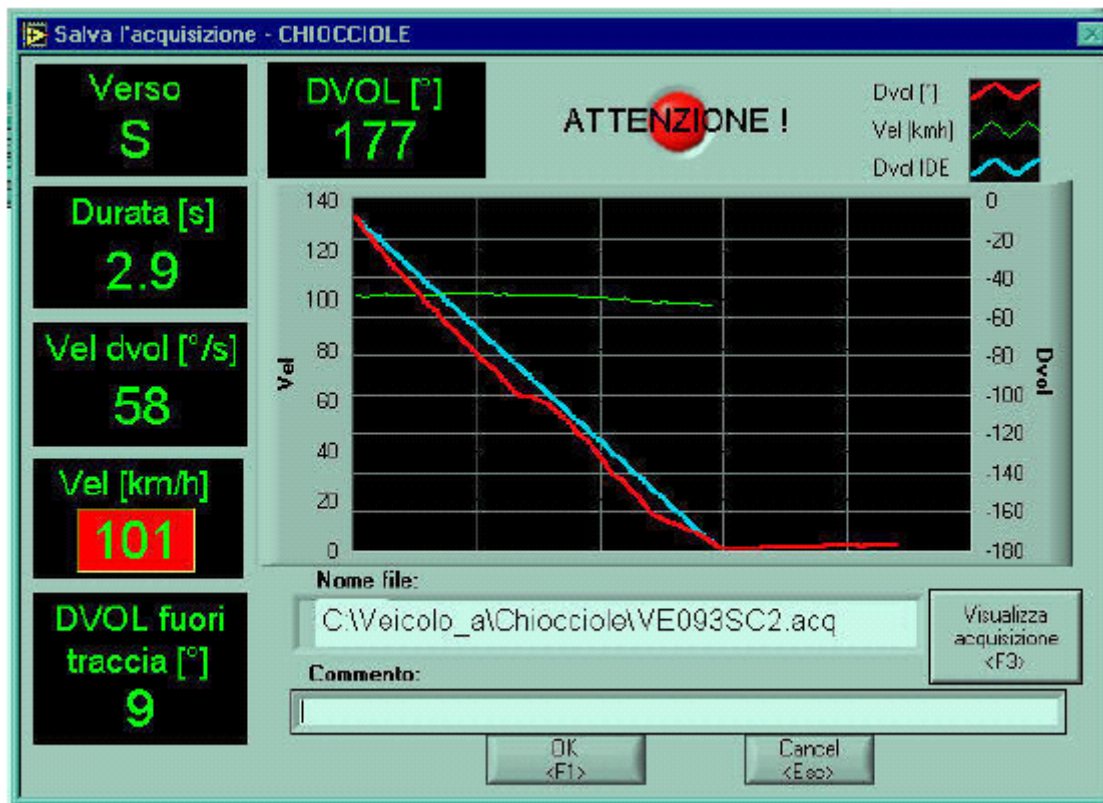 Salva l'acquisizione - CHIOCCIOLE
Verso
S
DVOL [°]
177
ATTENZIONE !
Dvol [°]
Vel [kmh]
Dvol IDE
Durata [s]
2.9
Vel dvol [°/s]
58
Vel [km/h]
101
DVOL fuori
traccia [°]
9
140
120
100
80
60
40
20
0
Vel
0
-20
-40
-60
-80
-100
-120
-140
-160
-180
Dvol
Nome file:
C:\Veicolo_a\Chiocciole\VE093SC2.acq
Visualizza
acquisizione
<F3>
Commento:
OK
<F1>
Cancel
<Esc>